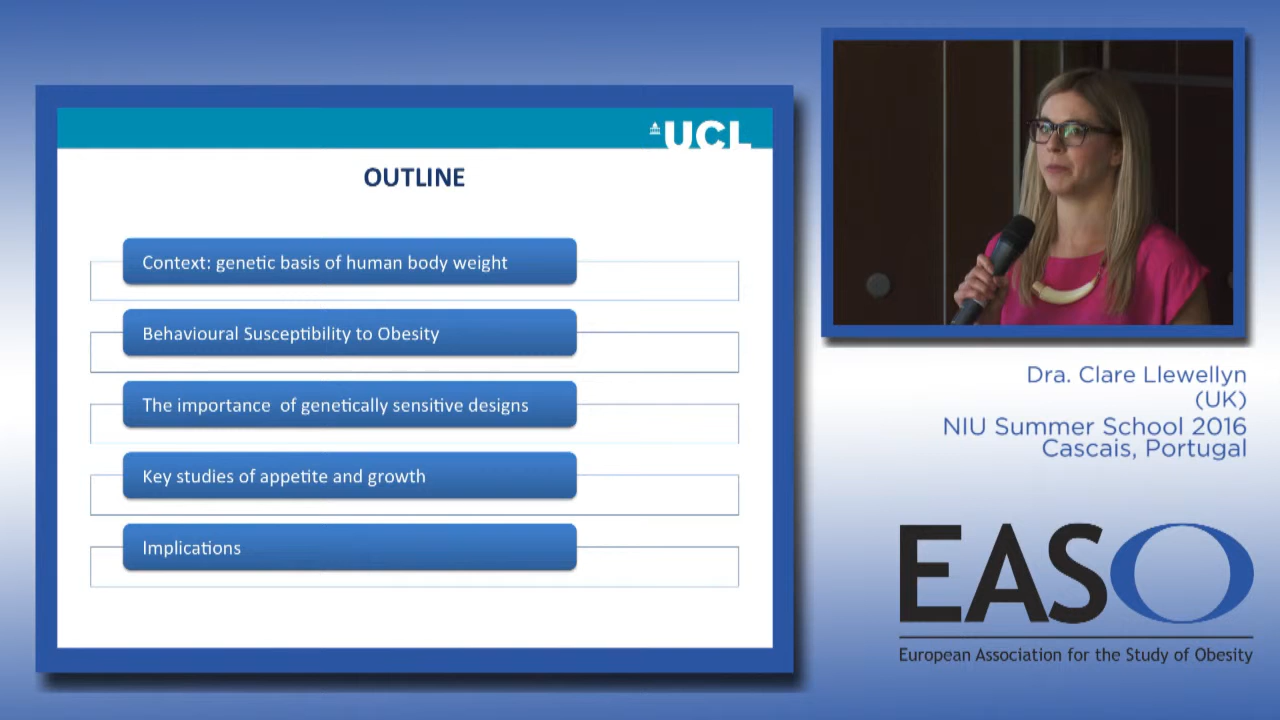 UCL
OUTLINE
Context: genetic basis of human body weight
Behavioural Susceptibility to Obesity
The importance  of genetically sensitive designs
Key studies of appetite and growth
Implications
Dra. Clare Llewellyn
(UK)
NIU Summer School 2016
Cascais, Portugal
EASO
European Association for the Study of Obesity